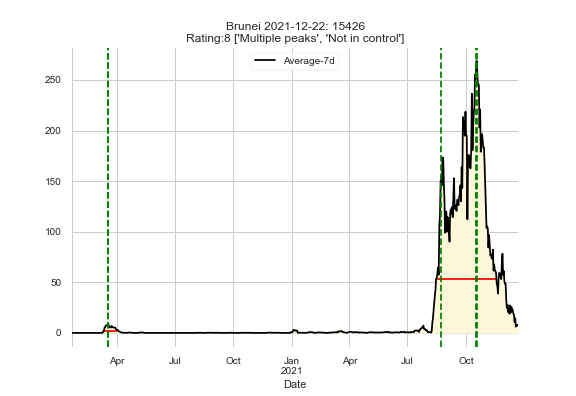 Brunei 2021-12-22: 15426
Rating:8 ['Multiple peaks', 'Not in control']
Average-7d
250
200
150
100
50
0
Apr Jul Oct Jan Apr Jul Oct
2021
Date